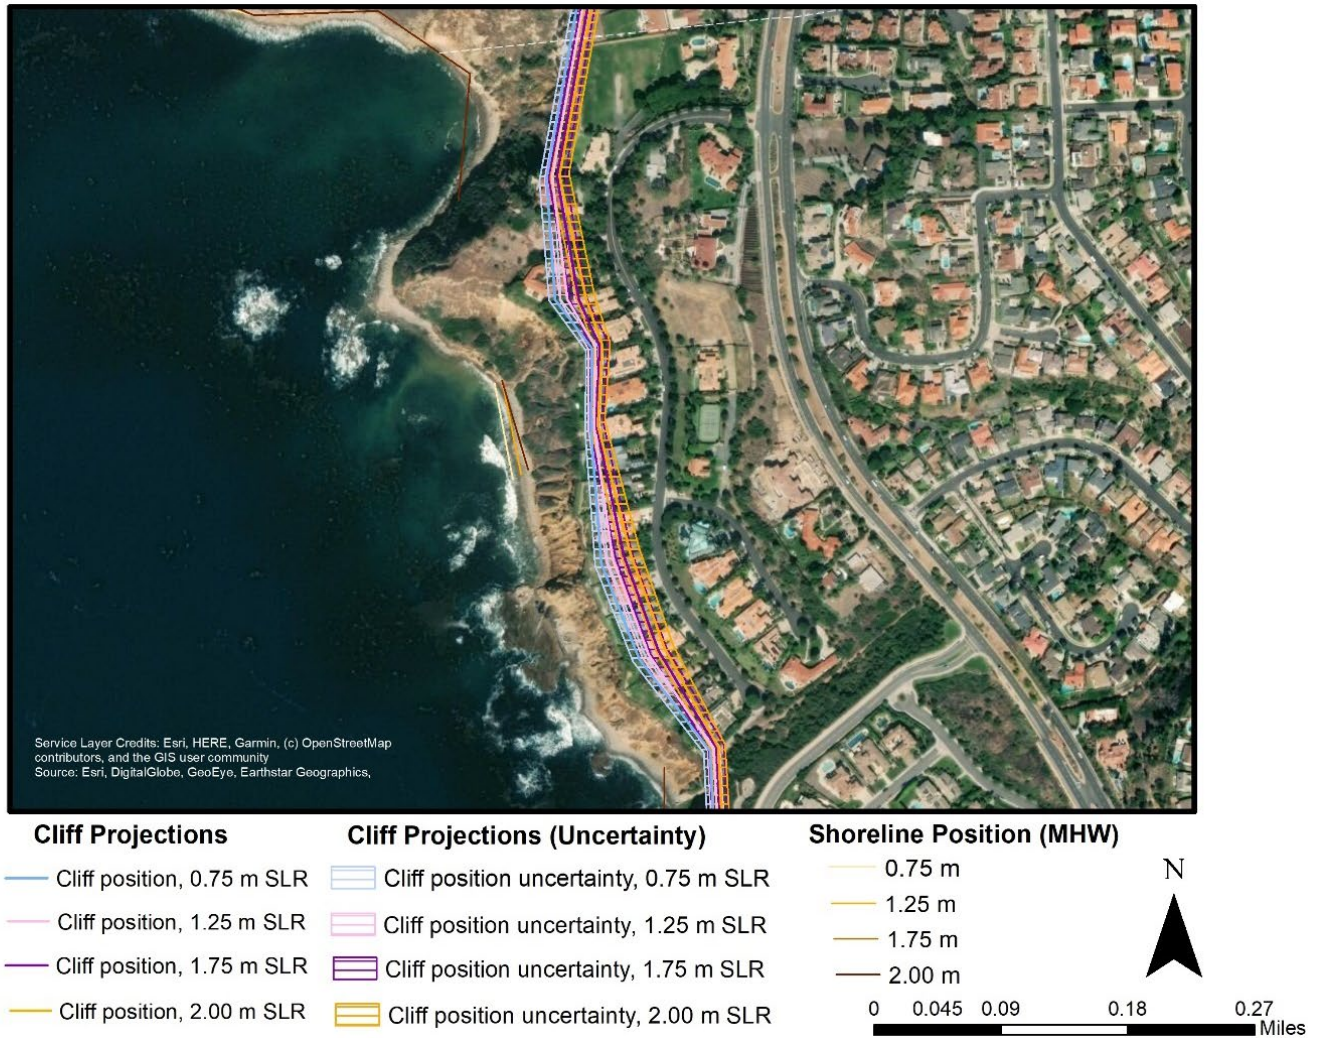 Service Layer Credits: Esri, HERE, Garmin, (c) OpenStreetMap
contributors, and the GIS user community
Source: Esri, DigitalGlobe, GeoEye, Earthstar Geographics,
Cliff Projections
Cliff position, 0.75 m SLR
Cliff position, 1.25 m SLR
Cliff position, 1.75 m SLR
Cliff position, 2.00 m SLR
Cliff Projections (Uncertainty)
Cliff position uncertainty, 0.75 m SLR
Cliff position uncertainty, 1.25 m SLR
Cliff position uncertainty, 1.75 m SLR
Cliff position uncertainty, 2.00 m SLR
Shoreline Position (MHW)
0.75 m
1.25 m
1.75 m
2.00 m
N
0 0.045 0.09 0.18 0.27
Miles